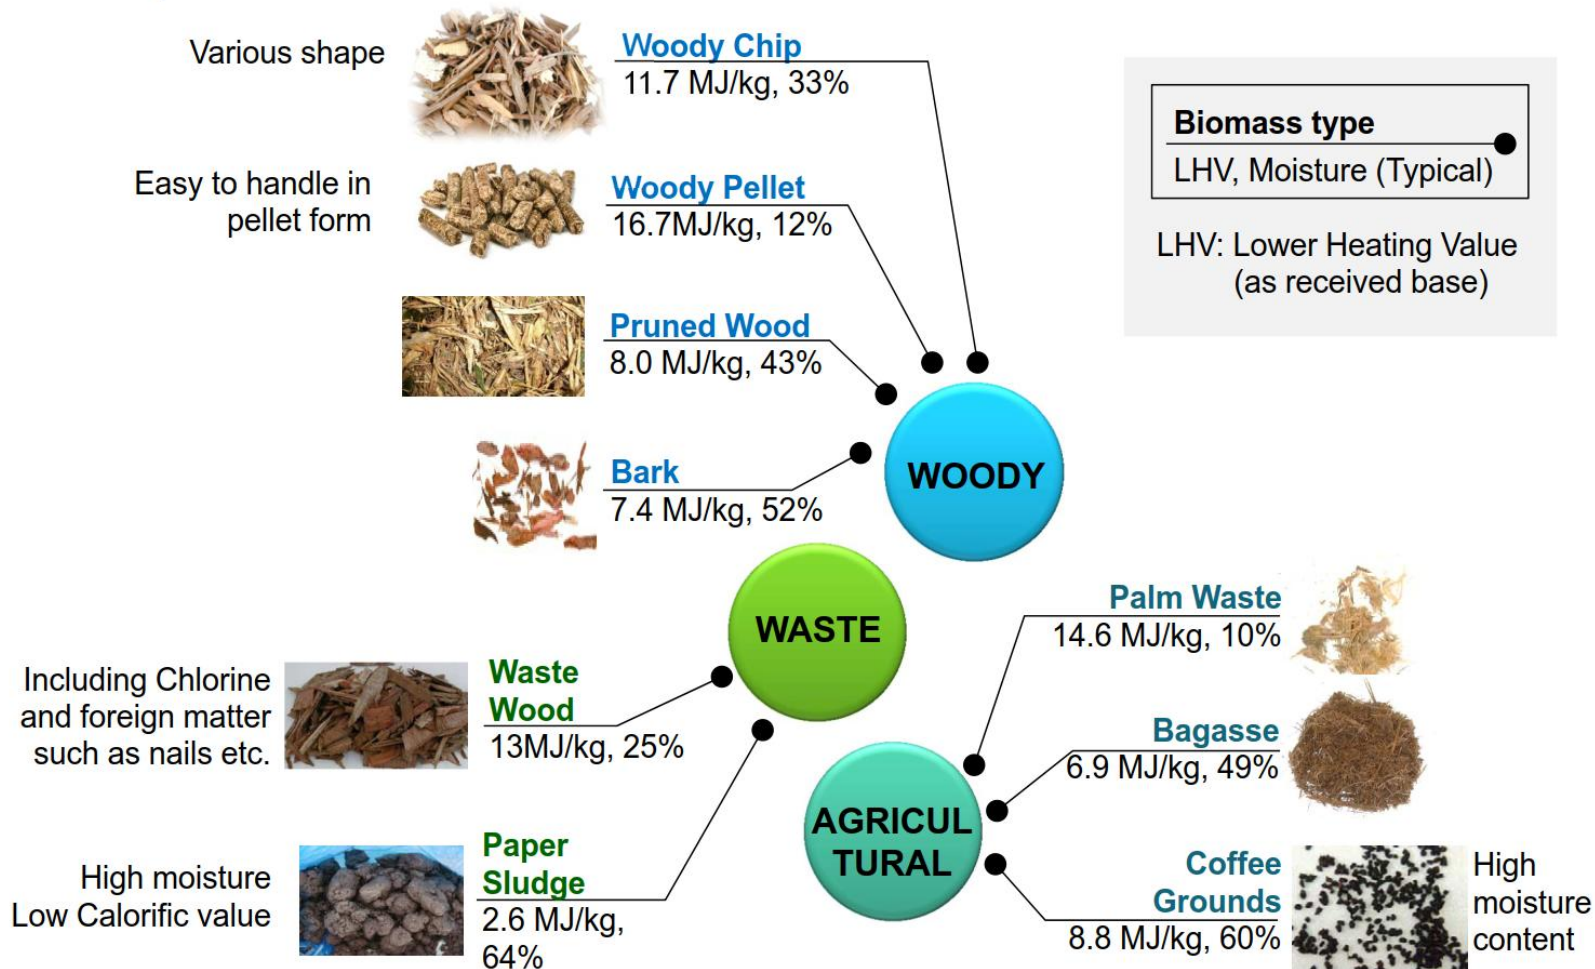 Various shape
Woody Chip
11.7 MJ/kg, 33%
Easy to handle in
pellet form
Woody Pellet
16.7MJ/kg, 12%
Pruned Wood
8.0 MJ/kg, 43%
Bark
7.4 MJ/kg, 52%
Biomass type
LHV, Moisture (Typical)
LHV: Lower Heating Value
(as received base)
WOODY
WASTE
Including Chlorine
and foreign matter
such as nails etc.
Waste
Wood
13MJ/kg, 25%
High moisture
Low Calorific value
Paper
Sludge
2.6 MJ/kg,
64%
AGRICUL
TURAL
Palm Waste
14.6 MJ/kg, 10%
Bagasse
6.9 MJ/kg, 49%
Coffee
Grounds
8.8 MJ/kg, 60%
High
moisture
content